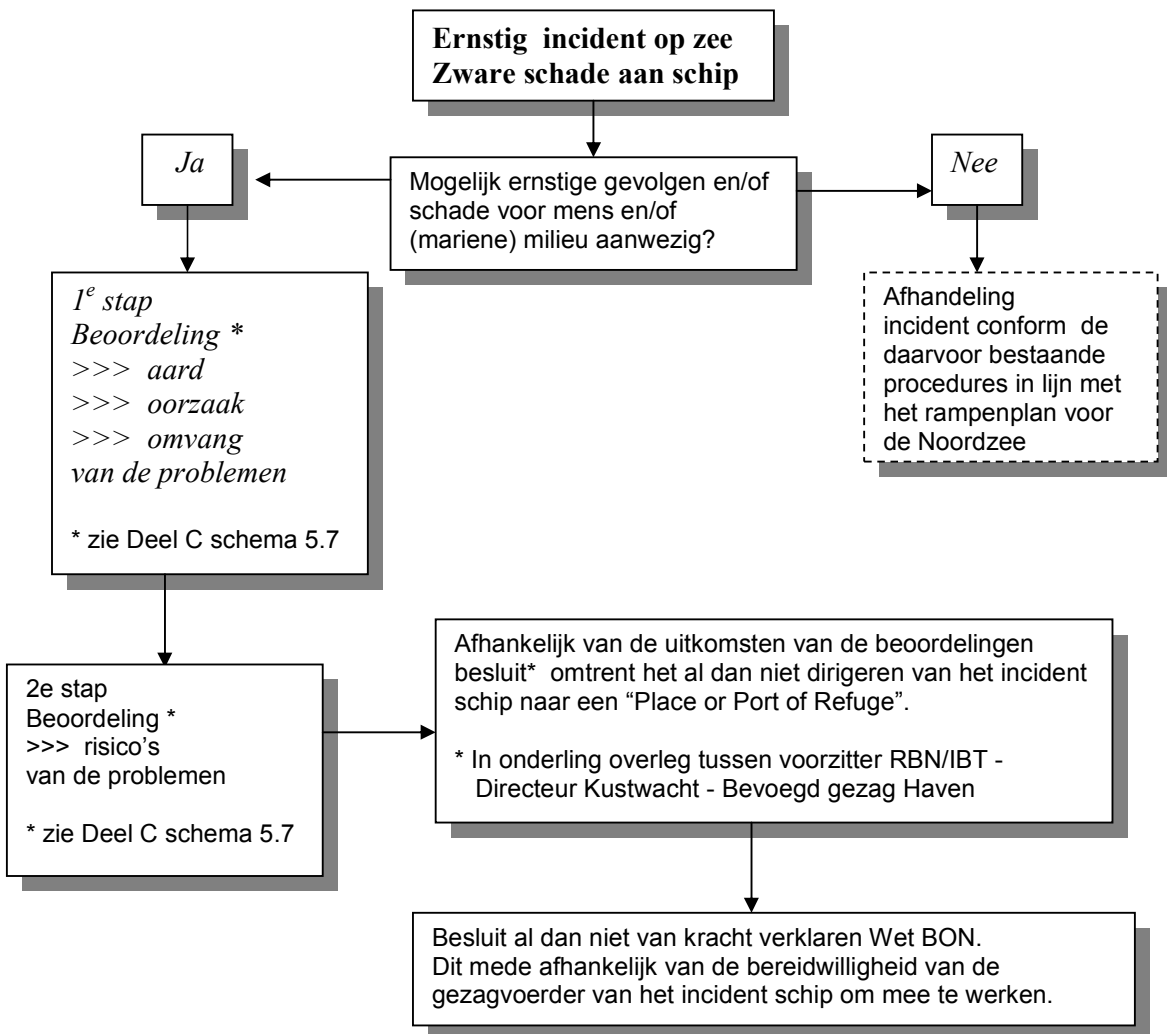 Ernstig incident op zee
Zware schade aan schip
Ja
Mogelijk ernstige gevolgen en/of
schade voor mens en/of
(mariene) milieu aanwezig?
Nee
1e stap
Beoordeling *
>>> aard
>>> oorzaak
>>> omvang
van de problemen
* zie Deel C schema 5.7
Afhandeling
incident conform de
daarvoor bestaande
procedures in lijn met
het rampenplan voor
de Noordzee
2e stap
Beoordeling *
>>> risico's
van de problemen
* zie Deel C schema 5.7
Afhankelijk van de uitkomsten van de beoordelingen
besluit* omtrent het al dan niet dirigeren van het incident
schip naar een “Place or Port of Refuge”.
* In onderling overleg tussen voorzitter RBN/IBT -
Directeur Kustwacht - Bevoegd gezag Haven
Besluit al dan niet van kracht verklaren Wet BON.
Dit mede afhankelijk van de bereidwilligheid van de
gezagvoerder van het incident schip om mee te werken.